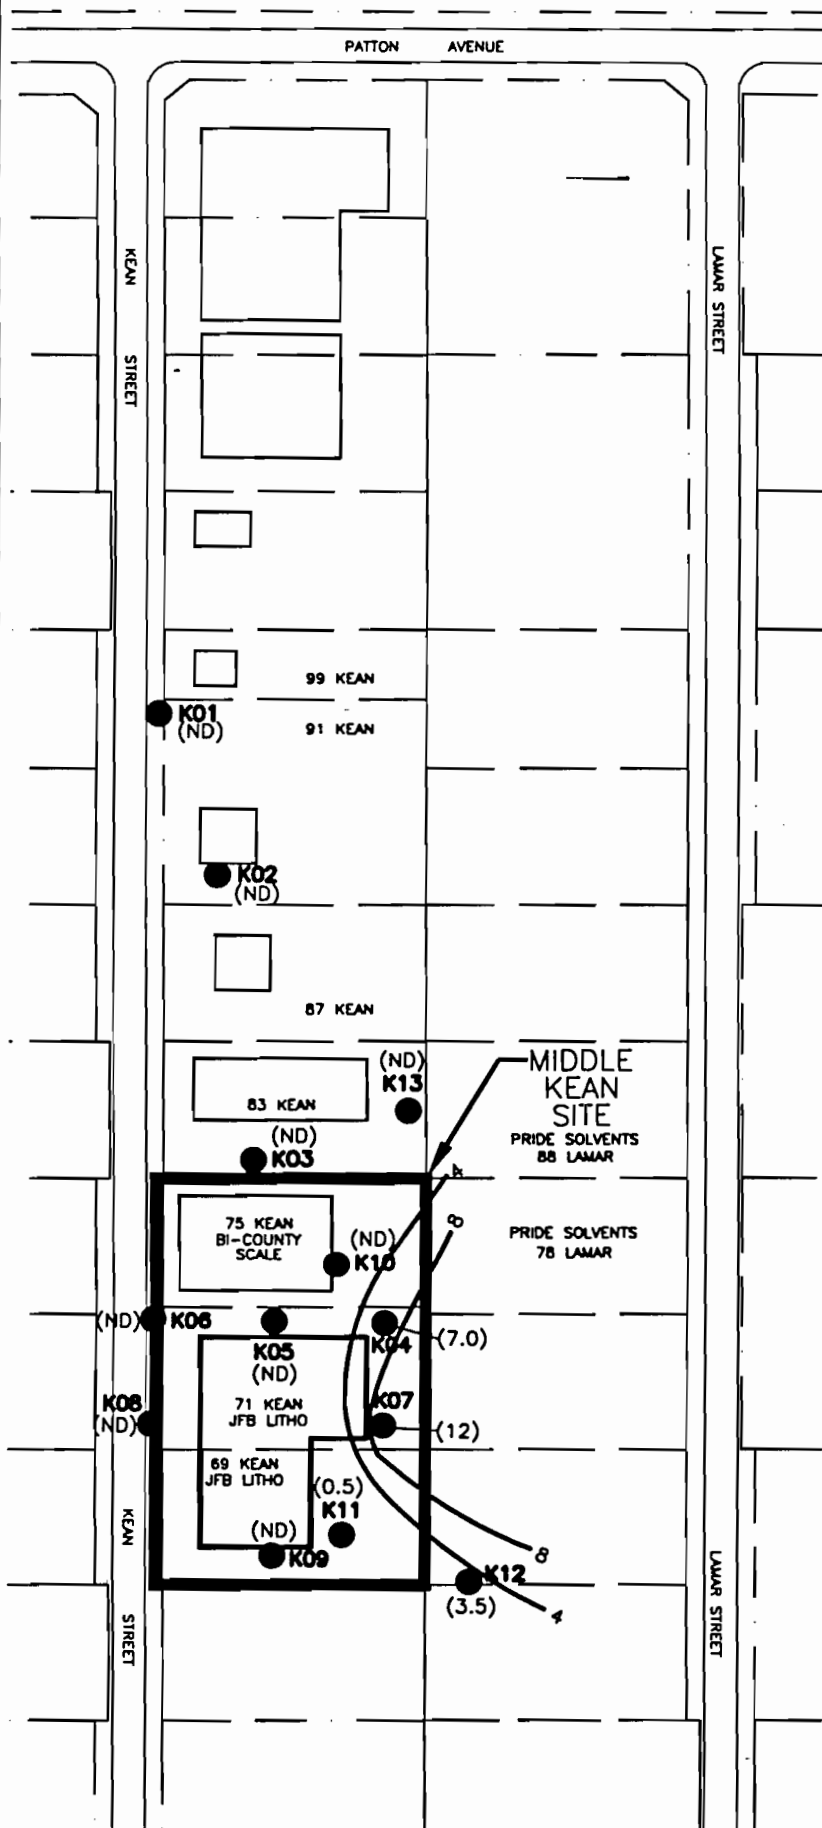 PATTON AVENUE
KEAN STREET
LAMAR STREET
99 KEAN
K01
(ND)
91 KEAN
K02
(ND)
87 KEAN
(ND)
K13
MIDDLE
KEAN
SITE
83 KEAN
PRIDE SOLVENTS
88 LAMAR
(ND)
K03
4
75 KEAN
BI-COUNTY
SCALE
8
PRIDE SOLVENTS
78 LAMAR
(ND)
K10
(ND) K06
K05
(ND)
K04
(7.0)
K08
(ND)
71 KEAN
JFB LITHO
K07
(12)
69 KEAN
JFB LITHO
(0.5)
K11
(ND)
K09
8
K12
(3.5)
4
KEAN STREET
LAMAR STREET